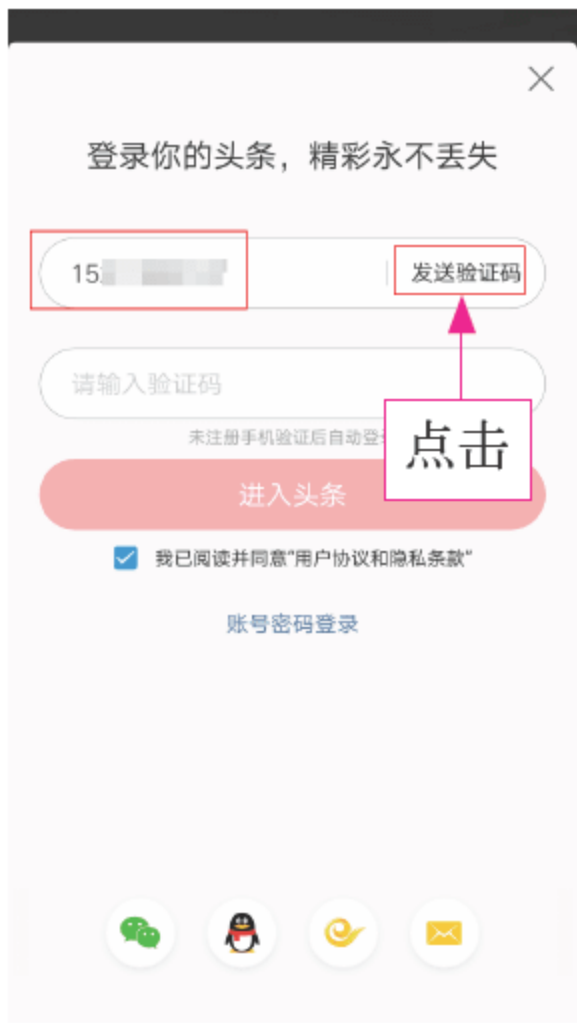 登录你的头条，精彩永不丢失
15
发送验证码
请输入验证码
未注册手机验证后自动登
点击
进入头条
我已阅读并同意“用户协议和隐私条款”
账号密码登录